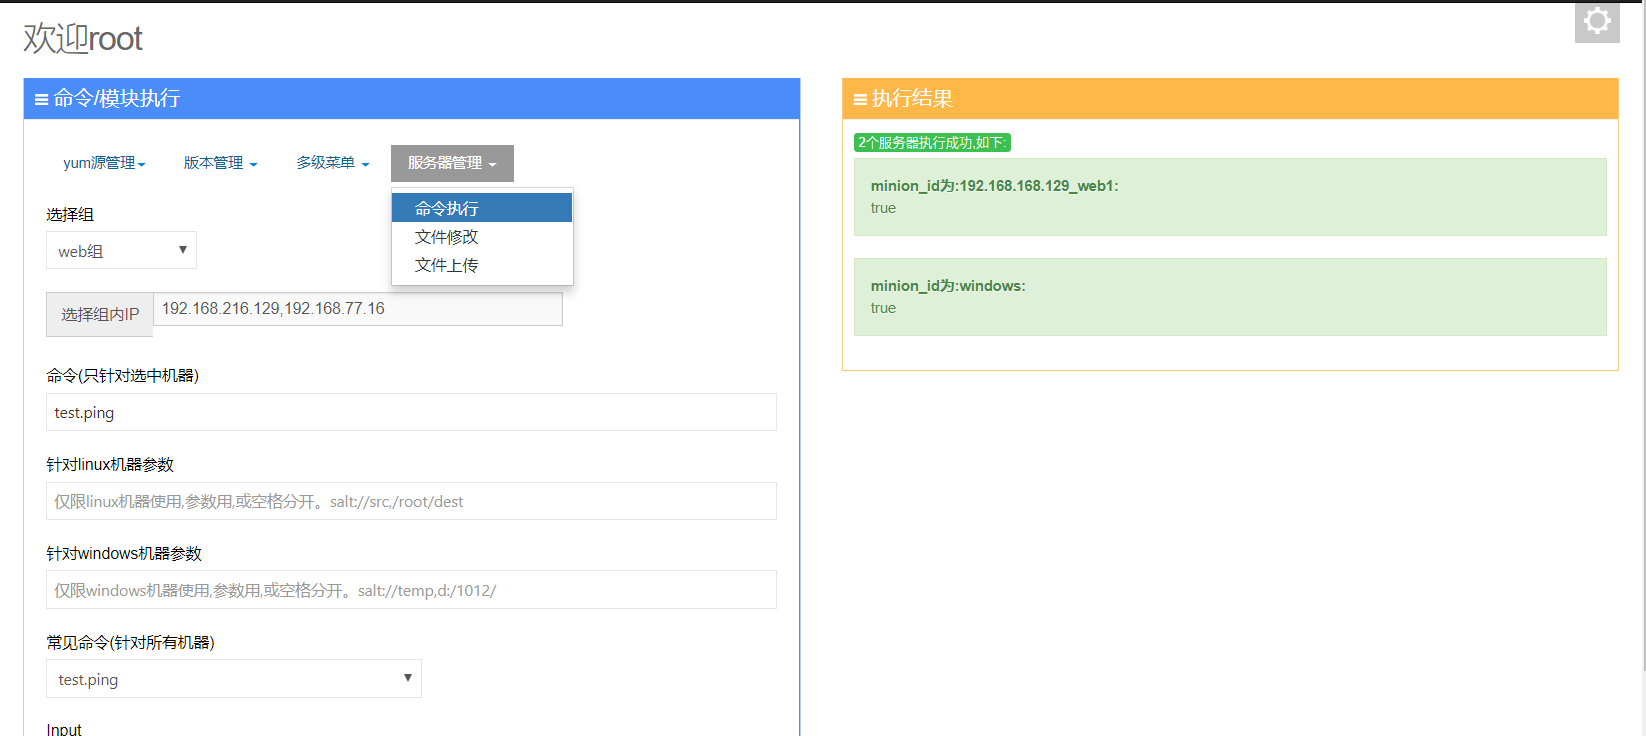 欢迎root
命令/模块执行
yum源管理 版本管理 多级菜单 服务器管理
命令执行
文件修改
文件上传
选择组
web组
选择组内IP 192.168.216.129,192.168.77.16
命令(只针对选中机器)
test.ping
针对linux机器参数
仅限linux机器使用,参数用,或空格分开。salt://src,/root/dest
针对windows机器参数
仅限windows机器使用,参数用,或空格分开。salt://temp,d:/1012/
常见命令(针对所有机器)
test.ping
Input
执行结果
2个服务器执行成功,如下:
minion_id为:192.168.168.129_web1:
true
minion_id为:windows:
true